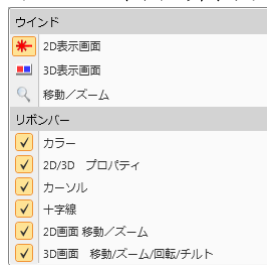 ウインド
2D表示画面
3D表示画面
移動／ズーム
リボンバー
カラー
2D/3D　プロパティ
カーソル
十字線
2D画面 移動／ズーム
3D画面　移動/ズーム/回転/チルト